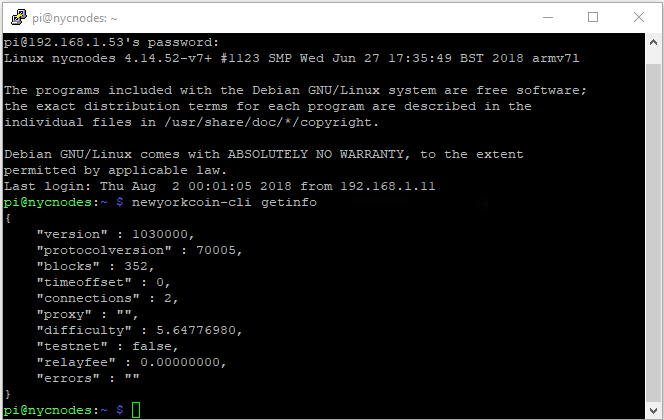 pi@nycnodes: ~
pi@192.168.1.53's password:
Linux nycnodes 4.14.52-v7+ #1123 SMP Wed Jun 27 17:35:49 BST 2018 armv7l

The programs included with the Debian GNU/Linux system are free software;
the exact distribution terms for each program are described in the
individual files in /usr/share/doc/*/copyright.

Debian GNU/Linux comes with ABSOLUTELY NO WARRANTY, to the extent
permitted by applicable law.
Last login: Thu Aug  2 00:01:05 2018 from 192.168.1.11
pi@nycnodes:~ $ newyorkcoin-cli getinfo
{
    "version" : 1030000,
    "protocolversion" : 70005,
    "blocks" : 352,
    "timeoffset" : 0,
    "connections" : 2,
    "proxy" : "",
    "difficulty" : 5.64776980,
    "testnet" : false,
    "relayfee" : 0.00000000,
    "errors" : ""
}
pi@nycnodes:~ $